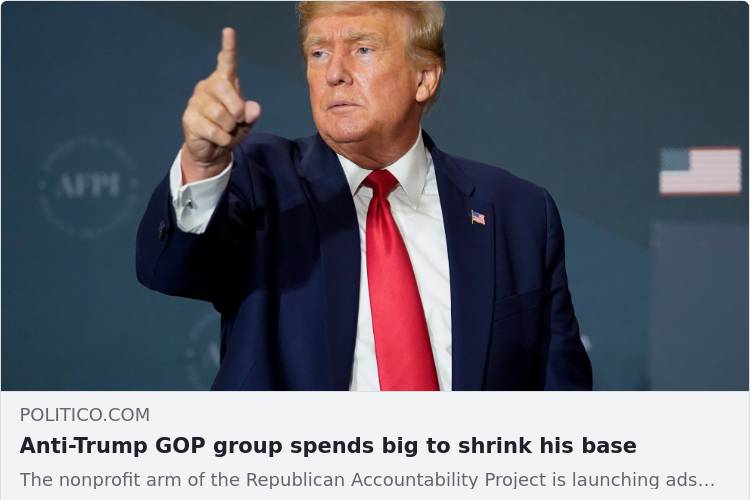 AFPI
POLITICO.COM
Anti-Trump GOP group spends big to shrink his base
The nonprofit arm of the Republican Accountability Project is launching ads...